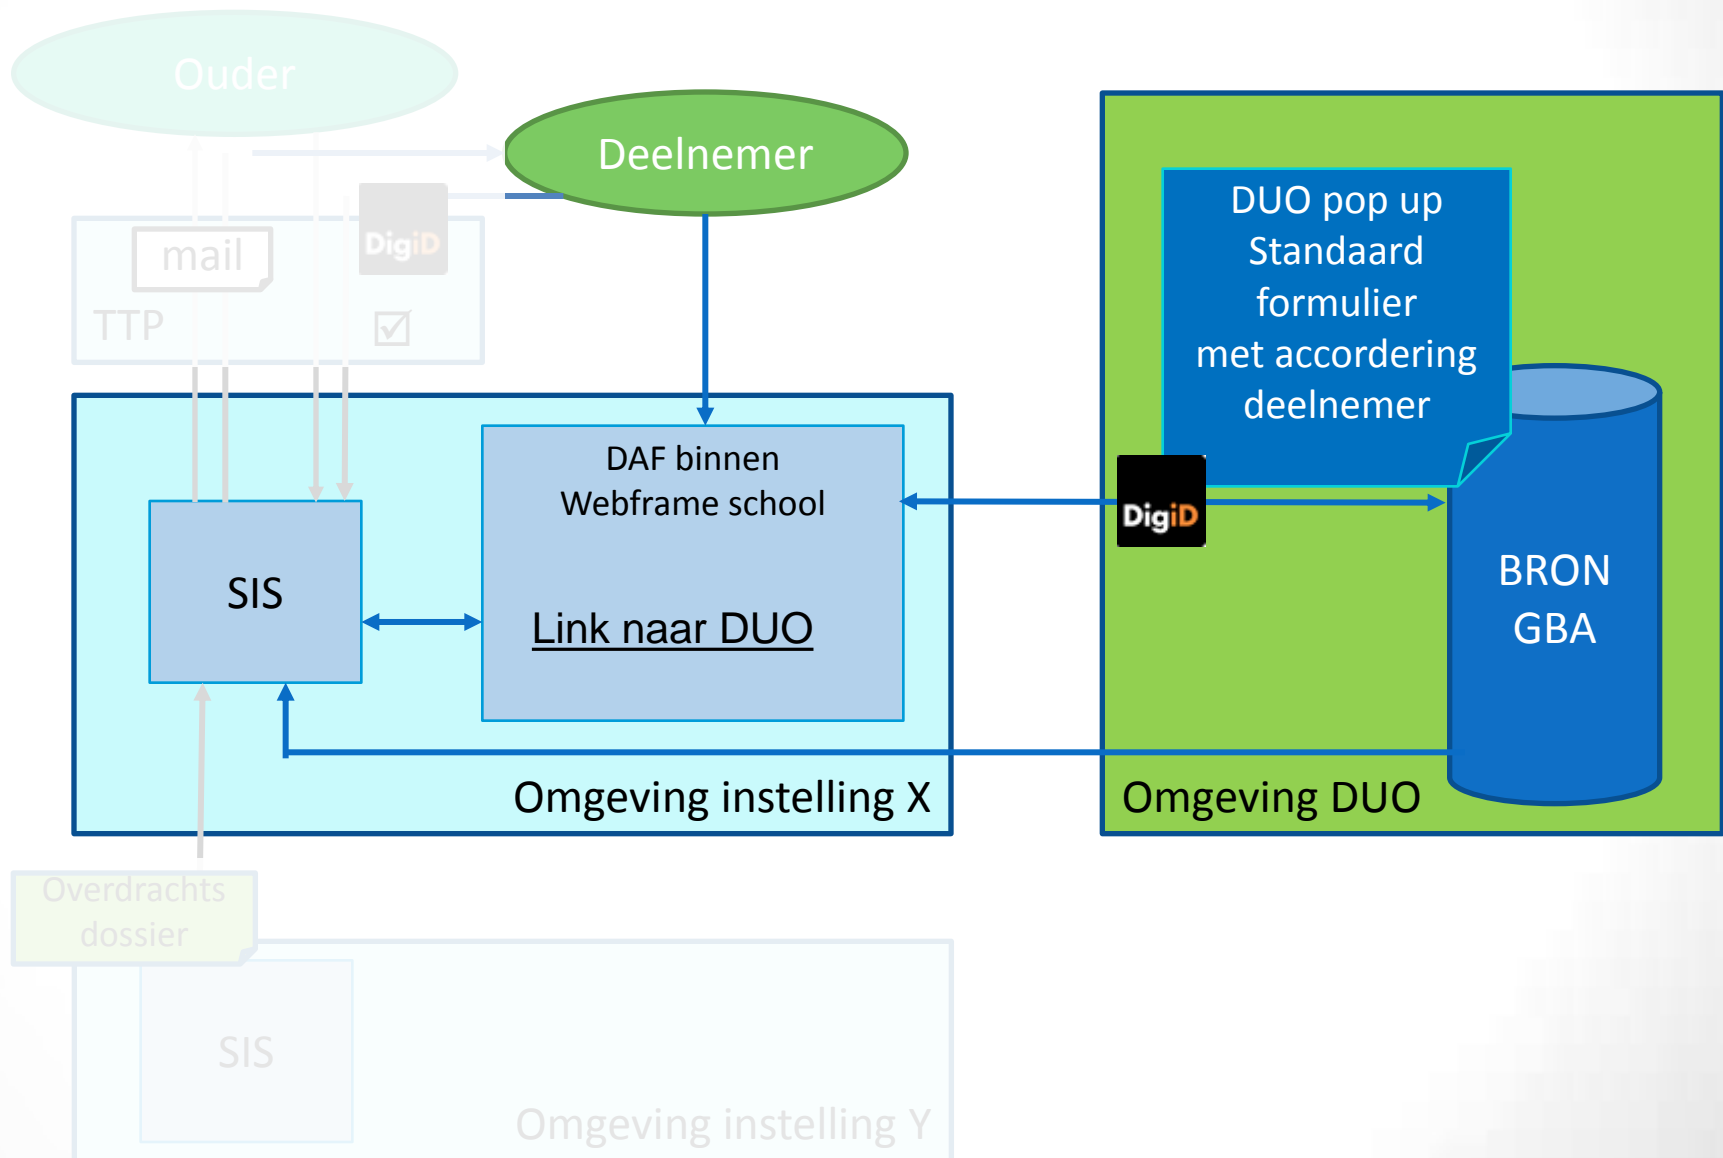 Ouder
Deelnemer
DigiD
mail
TTP
DUO pop up
Standaard
formulier
met accordering
deelnemer
DAF binnen
Webframe school
DigiD
SIS
Link naar DUO
BRON
GBA
Omgeving instelling X
Omgeving DUO
Overdrachts
dossier
SIS
Omgeving instelling Y